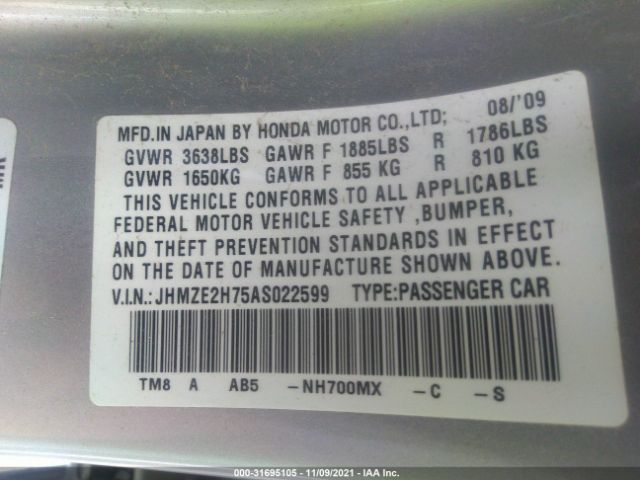 MFD.IN JAPAN BY HONDA MOTOR CO.,LTD; 08/'09
GVWR 3638LBS GAWR F 1885LBS R 1786LBS
GVWR 1650KG GAWR F 855 KG R 810 KG
THIS VEHICLE CONFORMS TO ALL APPLICABLE
FEDERAL MOTOR VEHICLE SAFETY ,BUMPER,
AND THEFT PREVENTION STANDARDS IN EFFECT
ON THE DATE OF MANUFACTURE SHOWN ABOVE.
V.I.N.: JHMZE2H75AS022599 TYPE:PASSENGER CAR
TM8 A AB5 -NH700MX -C -S
000-31695105 - 11/09/2021 - IAA Inc.